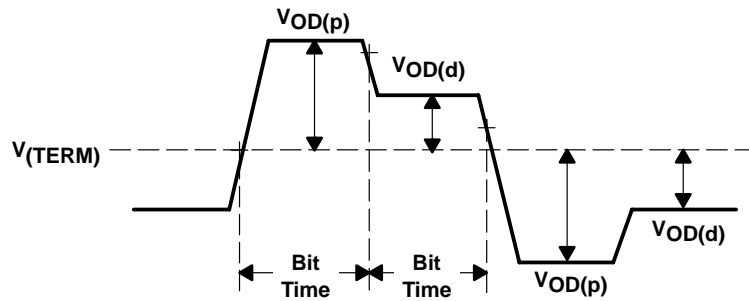 VOD(p)
VOD(d)
V(TERM)
Bit
Time
Bit
Time
VOD(p)
VOD(d)